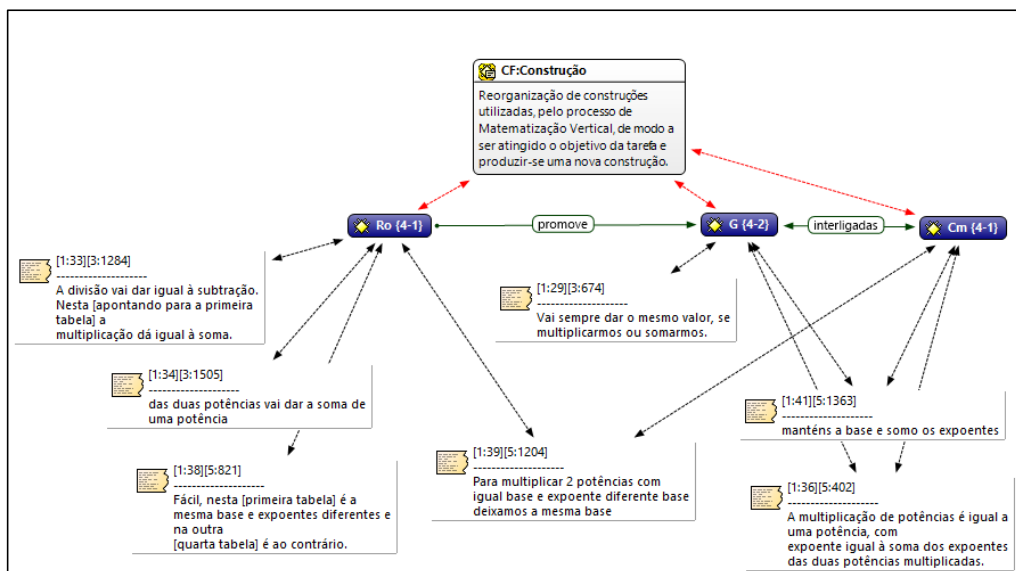 CF:Construção
Reorganização de construções
utilizadas, pelo processo de
Matematização Vertical, de modo a
ser atingido o objetivo da tarefa e
produzir-se uma nova construção.
Ro {4-1}
promove
G {4-2}
interligadas
Cm {4-1}
[1:33][3:1284]
--------------------
A divisão vai dar igual à subtração.
Nesta [apontando para a primeira
tabela] a
multiplicação dá igual à soma.
[1:29][3:674]
--------------------
Vai sempre dar o mesmo valor, se
multiplicarmos ou somarmos.
[1:34][3:1505]
--------------------
das duas potências vai dar a soma de
uma potência
[1:41][5:1363]
--------------------
manténs a base e somo os expoentes
[1:38][5:821]
--------------------
Fácil, nesta [primeira tabela] é a
mesma base e expoentes diferentes e
na outra
[quarta tabela] é ao contrário.
[1:39][5:1204]
--------------------
Para multiplicar 2 potências com
igual base e expoente diferente base
deixamos a mesma base
[1:36][5:402]
--------------------
A multiplicação de potências é igual a
uma potência, com
expoente igual à soma dos expoentes
das duas potências multiplicadas.